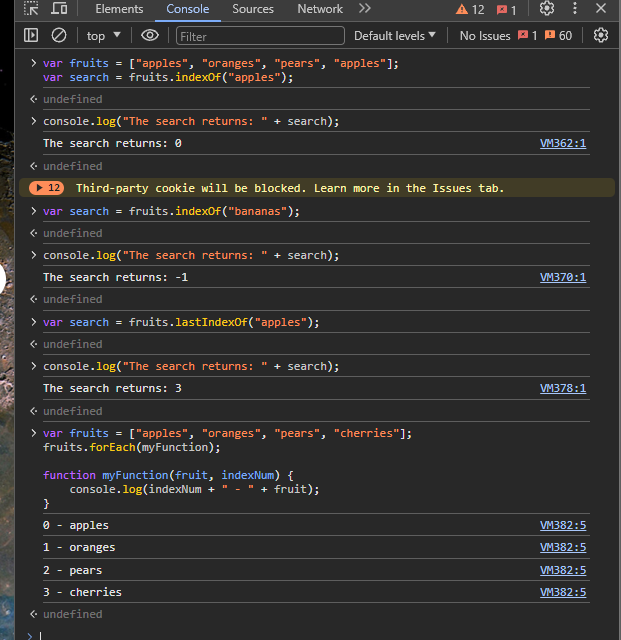 Elements Console Sources Network 12 1
top Filter Default levels No Issues 1 60
var fruits = ["apples", "oranges", "pears", "apples"];
var search = fruits.indexOf("apples");
undefined
console.log("The search returns: " + search);
The search returns: 0 VM362:1
undefined
12 Third-party cookie will be blocked. Learn more in the Issues tab.
var search = fruits.indexOf("bananas");
undefined
console.log("The search returns: " + search);
The search returns: -1 VM370:1
undefined
var search = fruits.lastIndexOf("apples");
undefined
console.log("The search returns: " + search);
The search returns: 3 VM378:1
undefined
var fruits = ["apples", "oranges", "pears", "cherries"];
fruits.forEach(myFunction);
function myFunction(fruit, indexNum) {
console.log(indexNum + " - " + fruit);
}
0 - apples VM382:5
1 - oranges VM382:5
2 - pears VM382:5
3 - cherries VM382:5
undefined